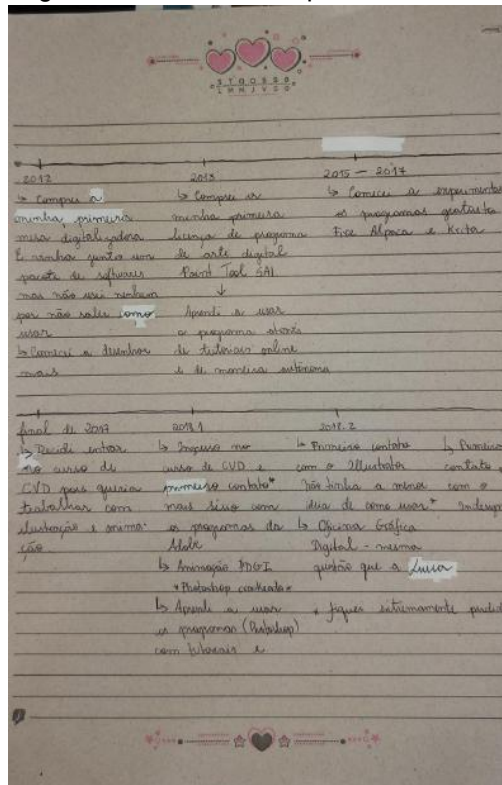 S T Q Q S S D
L M M J V S D
2012
↳ Comprei a
minha primeira
mesa digitalizadora
E vinha junto um
pacote de softwares
mas não usei nenhum
por não saber como
usar
↳ Comecei a desenhar
mais
2013
↳ Comprei a
minha primeira
licença de programa
de arte digital
Paint Tool SAI
↓
Aprendi a usar
o programa através
de tutoriais online
e de maneira autônoma
2015 — 2017
↳ Comecei a experimentar
os programas gratuitos
Fire Alpaca e Krita
final de 2017
↳ Decidi entrar
no curso de
CVD pois queria
trabalhar com
ilustração e anima-
ção
2018.1
↳ Ingresso no
curso de CVD e
primeiro contato*
mais sério com
os programas da
Adobe
↳ Animação
*Photoshop
↳ Aprendi a usar
os programas (Photoshop)
com tutoriais e
2018.2
↳ Primeiro contato
com o Illustrator
*não tinha a menor
ideia de como usar*
↳ Oficina Gráfica
Digital - mesma
questão que a Luiza
* fiquei extremamente
↳ Primeiro
contato
com o